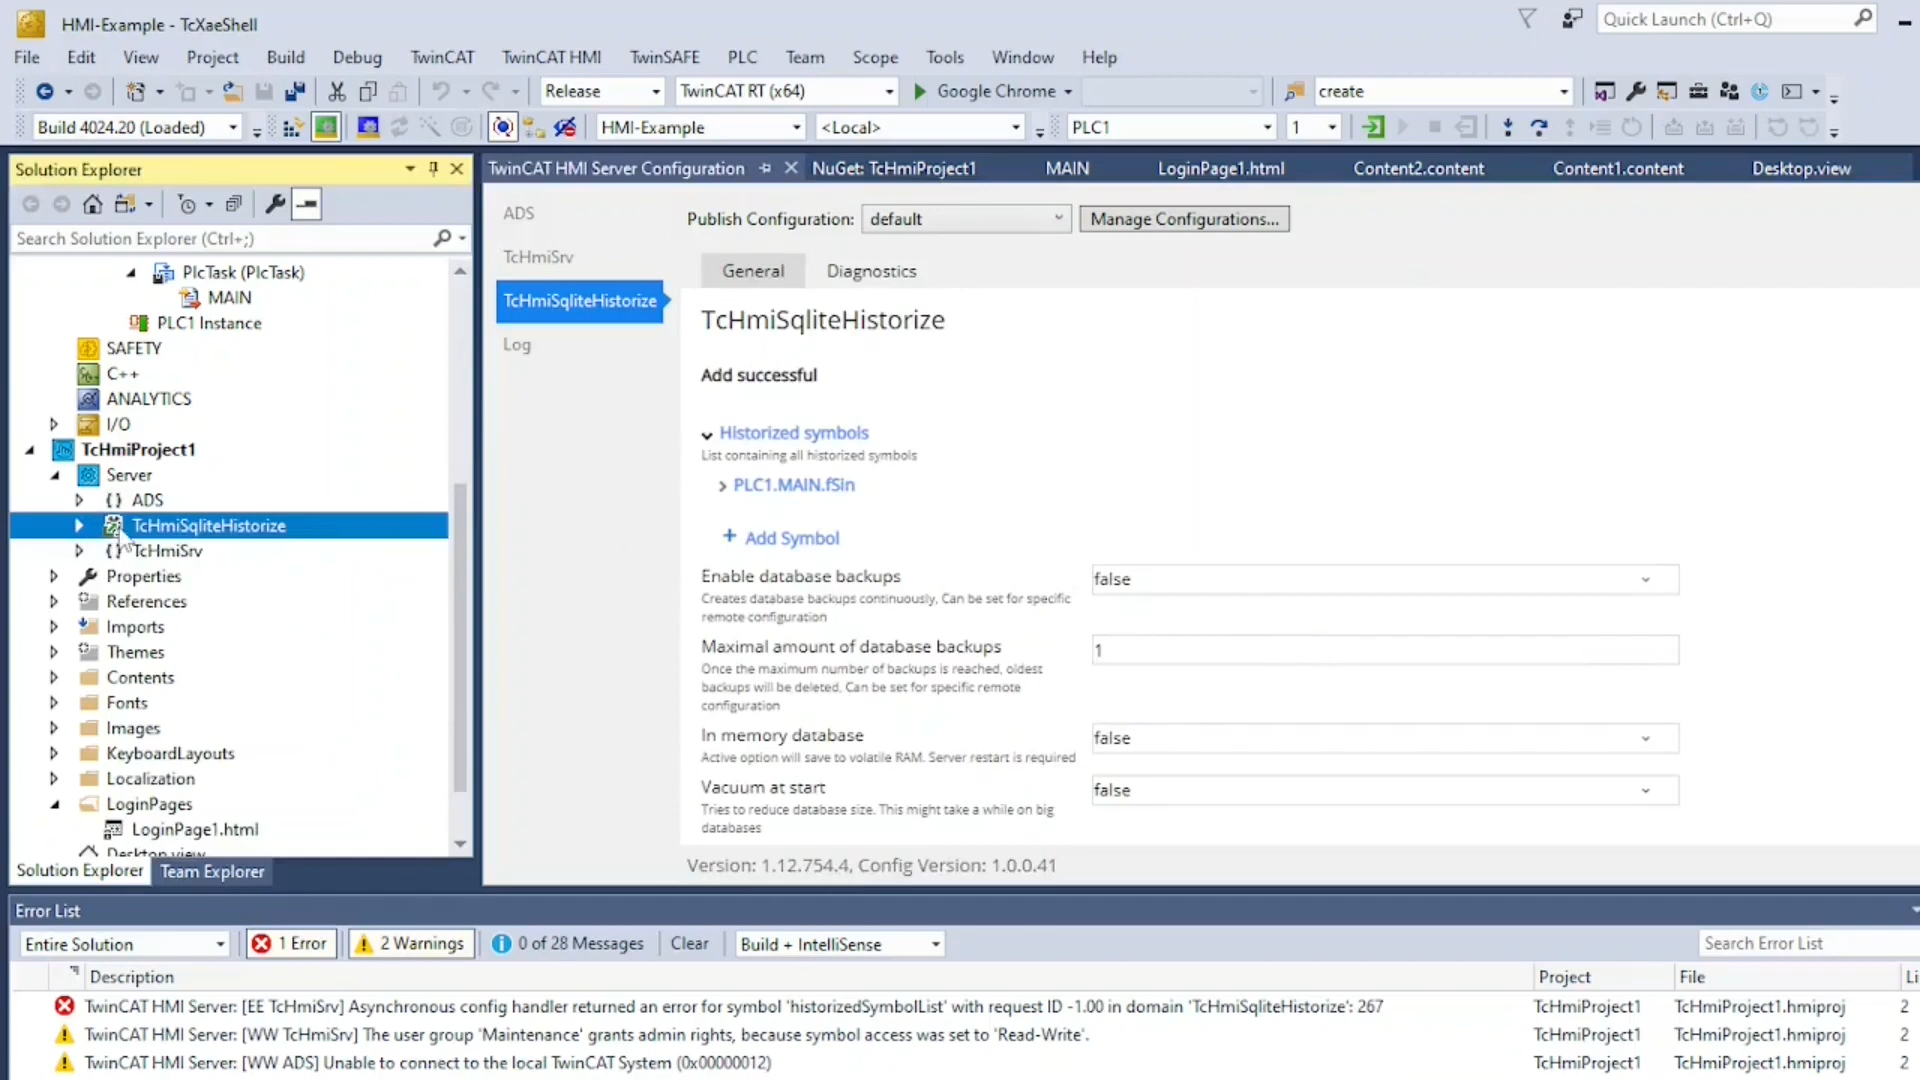 HMI-Example - TcXaeShell
Quick Launch (Ctrl+Q)
File Edit View Project Build Debug TwinCAT TwinCAT HMI TwinSAFE PLC Team Scope Tools Window Help
Release TwinCAT RT (x64) Google Chrome create
Build 4024.20 (Loaded) HMI-Example <Local> PLC1 1
Solution Explorer
TwinCAT HMI Server Configuration NuGet: TcHmiProject1 MAIN LoginPage1.html Content2.content Content1.content Desktop.view
Search Solution Explorer (Ctrl+;)
PlcTask (PlcTask)
MAIN
PLC1 Instance
SAFETY
C++
ANALYTICS
I/O
TcHmiProject1
Server
ADS
TcHmiSqliteHistorize
TcHmiSrv
Properties
References
Imports
Themes
Contents
Fonts
Images
KeyboardLayouts
Localization
LoginPages
LoginPage1.html
Desktop.view
Solution Explorer Team Explorer
ADS
TcHmiSrv
TcHmiSqliteHistorize
Log
Publish Configuration: default Manage Configurations...
General Diagnostics
TcHmiSqliteHistorize
Add successful
Historized symbols
List containing all historized symbols
PLC1.MAIN.fSin
+ Add Symbol
Enable database backups false
Creates database backups continuously, Can be set for specific
remote configuration
Maximal amount of database backups 1
Once the maximum number of backups is reached, oldest
backups will be deleted, Can be set for specific remote
configuration
In memory database false
Active option will save to volatile RAM. Server restart is required
Vacuum at start false
Tries to reduce database size. This might take a while on big
databases
Version: 1.12.754.4, Config Version: 1.0.0.41
Error List
Entire Solution 1 Error 2 Warnings 0 of 28 Messages Clear Build + IntelliSense Search Error List
Description Project File Li
TwinCAT HMI Server: [EE TcHmiSrv] Asynchronous config handler returned an error for symbol 'historizedSymbolList' with request ID -1.00 in domain 'TcHmiSqliteHistorize': 267 TcHmiProject1 TcHmiProject1.hmiproj 2
TwinCAT HMI Server: [WW TcHmiSrv] The user group 'Maintenance' grants admin rights, because symbol access was set to 'Read-Write'. TcHmiProject1 TcHmiProject1.hmiproj 2
TwinCAT HMI Server: [WW ADS] Unable to connect to the local TwinCAT System (0x00000012) TcHmiProject1 TcHmiProject1.hmiproj 2